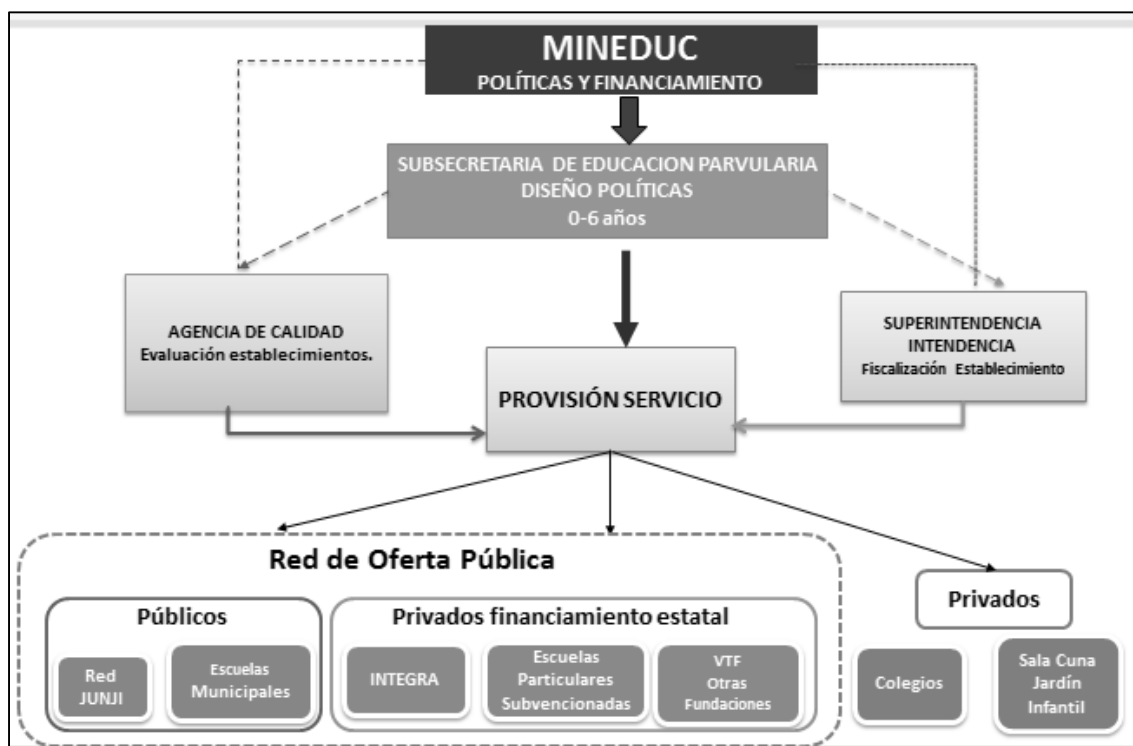 MINEDUC
POLÍTICAS Y FINANCIAMIENTO
SUBSECRETARIA DE EDUCACION PARVULARIA
DISEÑO POLÍTICAS
0-6 años
AGENCIA DE CALIDAD
Evaluación establecimientos.
SUPERINTENDENCIA
INTENDENCIA
Fiscalización Establecimiento
PROVISIÓN SERVICIO
Red de Oferta Pública
Públicos
Red
JUNJI
Escuelas
Municipales
Privados financiamiento estatal
INTEGRA
Escuelas
Particulares
Subvencionadas
VTF
Otras
Fundaciones
Privados
Colegios
Sala Cuna
Jardín
Infantil